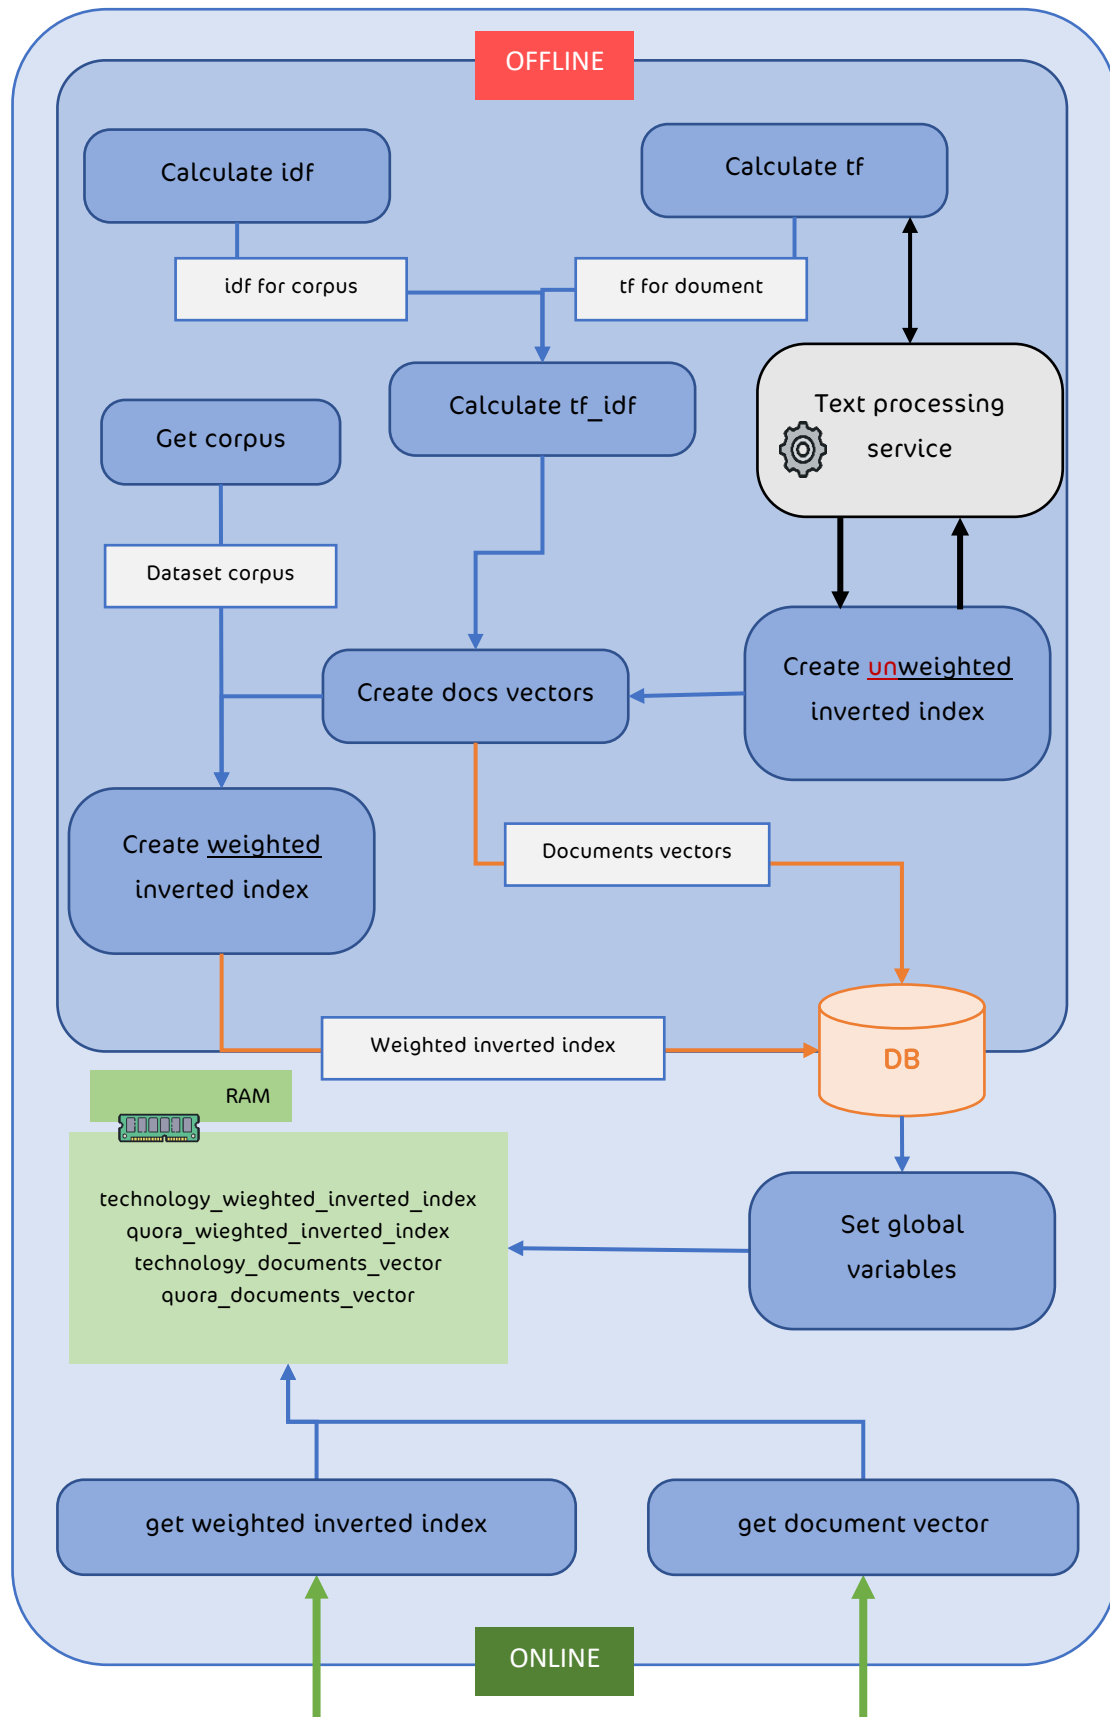 OFFLINE
Calculate idf
Calculate tf
idf for corpus
tf for doument
Calculate tf_idf
Text processing
service
Get corpus
Dataset corpus
Create docs vectors
Create unweighted
inverted index
Create weighted
inverted index
Documents vectors
Weighted inverted index
DB
RAM
technology_wieghted_inverted_index
quora_wieghted_inverted_index
technology_documents_vector
quora_documents_vector
Set global
variables
get weighted inverted index
get document vector
ONLINE